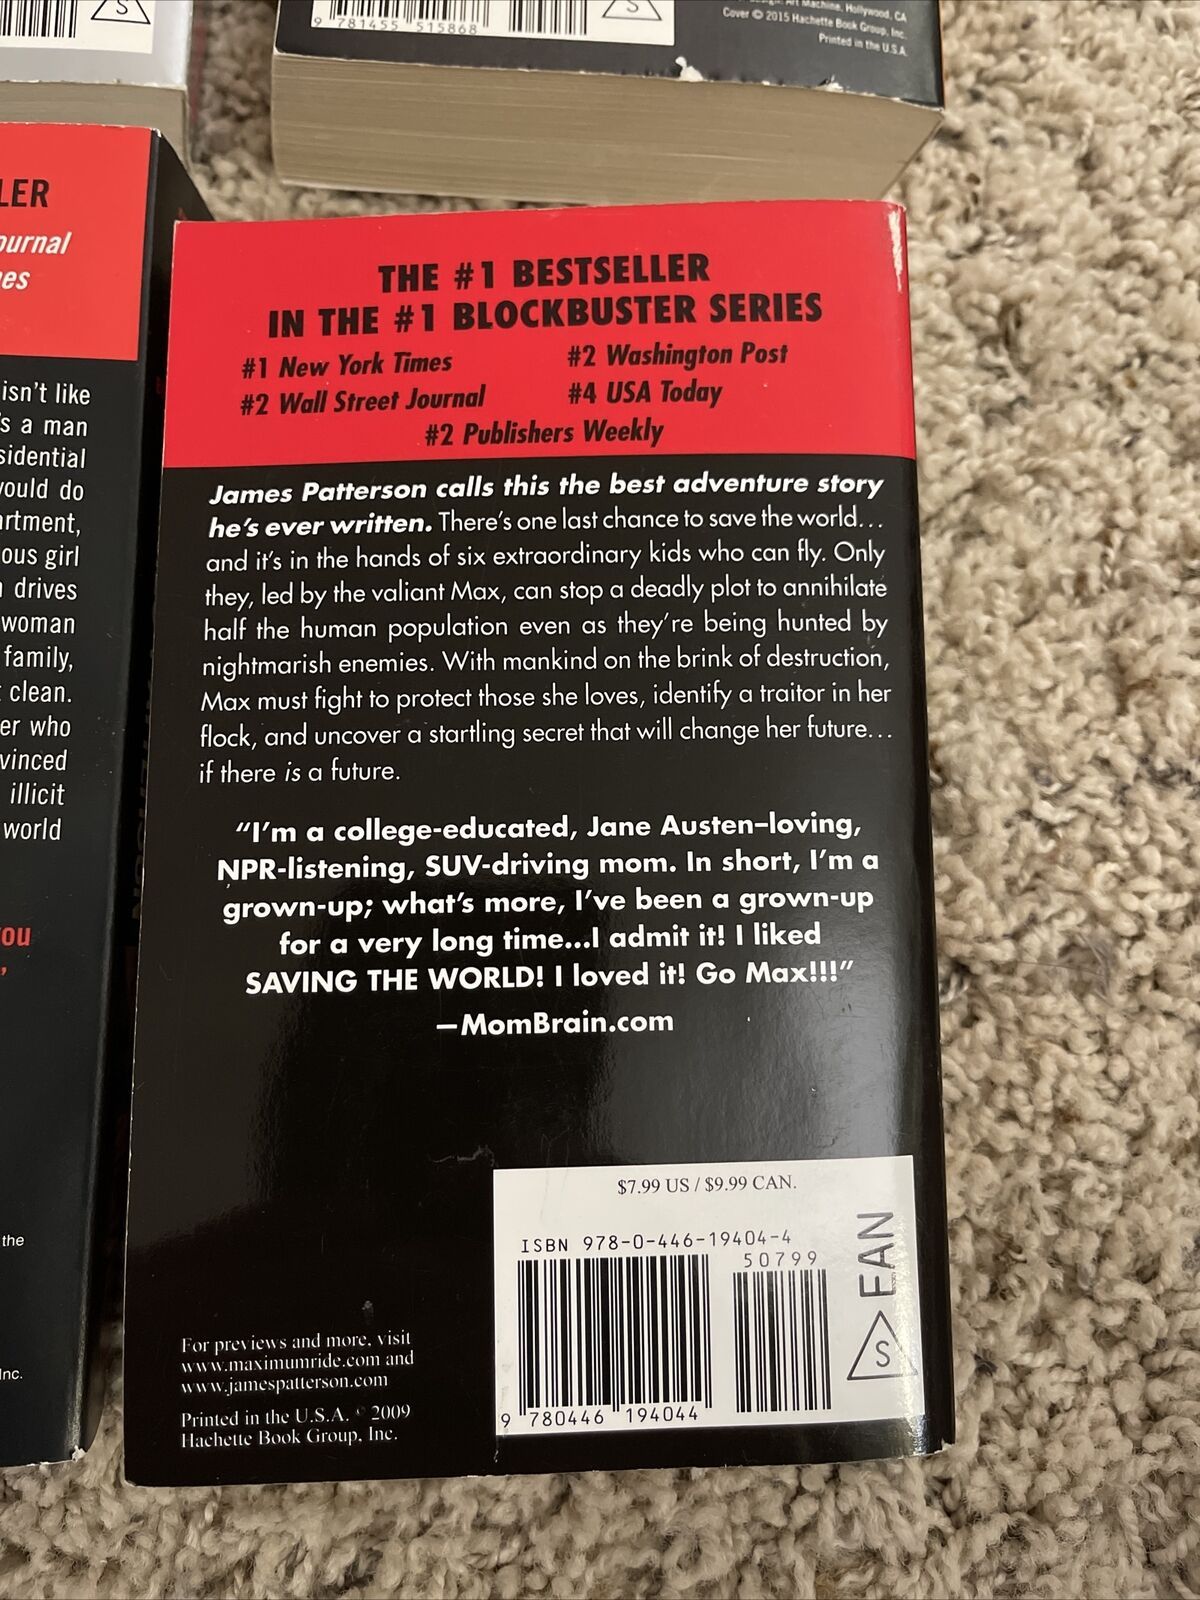 9 781455 515868
S
S
Cover © 2015 Hachette Book Group, Inc.
Printed in the U.S.A.
LER
ournal
es
isn't like
's a man
sidential
would do
artment,
ous girl
drives
woman
family,
clean.
er who
vinced
illicit
world
ou
the
Inc.
THE #1 BESTSELLER
IN THE #1 BLOCKBUSTER SERIES
#1 New York Times #2 Washington Post
#2 Wall Street Journal #4 USA Today
#2 Publishers Weekly
James Patterson calls this the best adventure story
he's ever written. There's one last chance to save the world...
and it's in the hands of six extraordinary kids who can fly. Only
they, led by the valiant Max, can stop a deadly plot to annihilate
half the human population even as they're being hunted by
nightmarish enemies. With mankind on the brink of destruction,
Max must fight to protect those she loves, identify a traitor in her
flock, and uncover a startling secret that will change her future...
if there is a future.
"I'm a college-educated, Jane Austen–loving,
NPR-listening, SUV-driving mom. In short, I'm a
grown-up; what's more, I've been a grown-up
for a very long time...I admit it! I liked
SAVING THE WORLD! I loved it! Go Max!!!"
—MomBrain.com
$7.99 US / $9.99 CAN.
ISBN 978-0-446-19404-4
50799
EAN
S
9 780446 194044
For previews and more, visit
www.maximumride.com and
www.jamespatterson.com
Printed in the U.S.A. © 2009
Hachette Book Group, Inc.